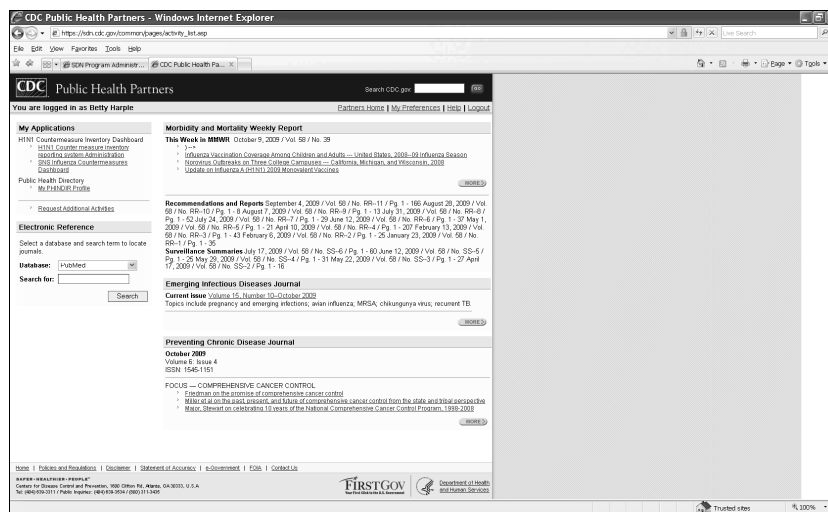 CDC Public Health Partners - Windows Internet Explorer
https://sdn.cdc.gov/common/pages/activity_list.asp
Live Search
File Edit View Favorites Tools Help
SDN Program Administr...
CDC Public Health Pa...
Page
Tools
CDC Public Health Partners
Search CDC.gov:
GO
You are logged in as Betty Harple
Partners Home | My Preferences | Help | Logout
My Applications
H1N1 Countermeasure Inventory Dashboard
H1N1 Counter measure inventory
reporting system Administration
SNS Influenza Countermeasures
Dashboard
Public Health Directory
My PHINDIR Profile
Request Additional Activities
Electronic Reference
Select a database and search term to locate
journals.
Database: PubMed
Search for:
Search
Morbidity and Mortality Weekly Report
This Week in MMWR October 9, 2009 / Vol. 58 / No. 39
) -->
Influenza Vaccination Coverage Among Children and Adults — United States, 2008–09 Influenza Season
Norovirus Outbreaks on Three College Campuses — California, Michigan, and Wisconsin, 2008
Update on Influenza A (H1N1) 2009 Monovalent Vaccines
MORE
Recommendations and Reports September 4, 2009 / Vol. 58 / No. RR–11 / Pg. 1 - 166 August 28, 2009 / Vol.
58 / No. RR–10 / Pg. 1 - 8 August 7, 2009 / Vol. 58 / No. RR–9 / Pg. 1 - 13 July 31, 2009 / Vol. 58 / No. RR–8 /
Pg. 1 - 52 July 24, 2009 / Vol. 58 / No. RR–7 / Pg. 1 - 29 June 12, 2009 / Vol. 58 / No. RR–6 / Pg. 1 - 37 May 1,
2009 / Vol. 58 / No. RR–5 / Pg. 1 - 21 April 10, 2009 / Vol. 58 / No. RR–4 / Pg. 1 - 207 February 13, 2009 / Vol.
58 / No. RR–3 / Pg. 1 - 43 February 6, 2009 / Vol. 58 / No. RR–2 / Pg. 1 - 25 January 23, 2009 / Vol. 58 / No.
RR–1 / Pg. 1 - 35
Surveillance Summaries July 17, 2009 / Vol. 58 / No. SS–6 / Pg. 1 - 60 June 12, 2009 / Vol. 58 / No. SS–5 /
Pg. 1 - 25 May 29, 2009 / Vol. 58 / No. SS–4 / Pg. 1 - 31 May 22, 2009 / Vol. 58 / No. SS–3 / Pg. 1 - 27 April
17, 2009 / Vol. 58 / No. SS–2 / Pg. 1 - 16
Emerging Infectious Diseases Journal
Current issue Volume 15, Number 10–October 2009
Topics include pregnancy and emerging infections; avian influenza; MRSA; chikungunya virus; recurrent TB.
MORE
Preventing Chronic Disease Journal
October 2009
Volume 6: Issue 4
ISSN: 1545-1151
FOCUS — COMPREHENSIVE CANCER CONTROL
Friedman on the promise of comprehensive cancer control
Miller et al on the past, present, and future of comprehensive cancer control from the state and tribal perspective
Major, Stewart on celebrating 10 years of the National Comprehensive Cancer Control Program, 1998-2008
MORE
Home | Policies and Regulations | Disclaimer | Statement of Accuracy | e-Government | FOIA | Contact Us
SAFER • HEALTHIER • PEOPLE
Centers for Disease Control and Prevention, 1600 Clifton Rd, Atlanta, GA 30333, U.S.A
Tel: (404) 639-3311 / Public Inquiries: (404) 639-3534 / (800) 311-3435
FIRSTGOV
Your First Click to the U.S. Government
Department of Health
and Human Services
Trusted sites
100%